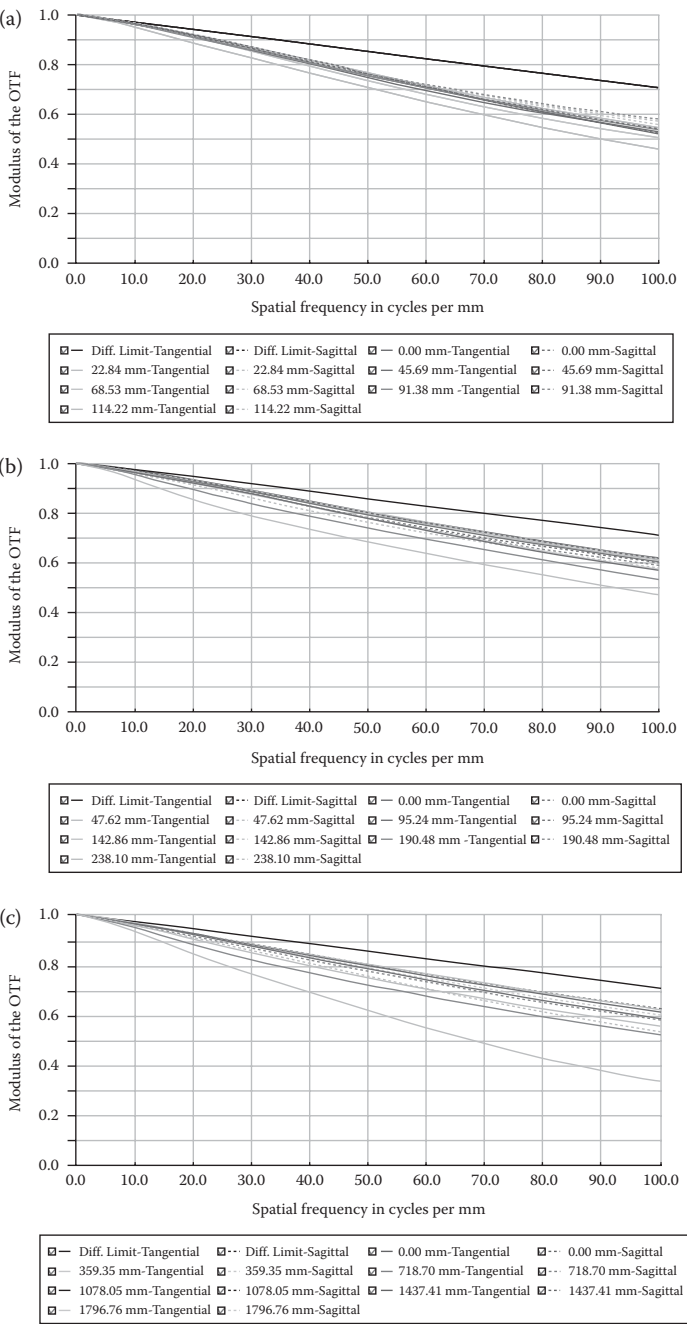 (a)
1.0
0.8
0.6
0.4
0.2
0.0
Modulus of the OTF
0.0 10.0 20.0 30.0 40.0 50.0 60.0 70.0 80.0 90.0 100.0
Spatial frequency in cycles per mm
Diff. Limit-Tangential Diff. Limit-Sagittal 0.00 mm-Tangential 0.00 mm-Sagittal
22.84 mm-Tangential 22.84 mm-Sagittal 45.69 mm-Tangential 45.69 mm-Sagittal
68.53 mm-Tangential 68.53 mm-Sagittal 91.38 mm -Tangential 91.38 mm-Sagittal
114.22 mm-Tangential 114.22 mm-Sagittal
(b)
1.0
0.8
0.6
0.4
0.2
0.0
Modulus of the OTF
0.0 10.0 20.0 30.0 40.0 50.0 60.0 70.0 80.0 90.0 100.0
Spatial frequency in cycles per mm
Diff. Limit-Tangential Diff. Limit-Sagittal 0.00 mm-Tangential 0.00 mm-Sagittal
47.62 mm-Tangential 47.62 mm-Sagittal 95.24 mm-Tangential 95.24 mm-Sagittal
142.86 mm-Tangential 142.86 mm-Sagittal 190.48 mm -Tangential 190.48 mm-Sagittal
238.10 mm-Tangential 238.10 mm-Sagittal
(c)
1.0
0.8
0.6
0.4
0.2
0.0
Modulus of the OTF
0.0 10.0 20.0 30.0 40.0 50.0 60.0 70.0 80.0 90.0 100.0
Spatial frequency in cycles per mm
Diff. Limit-Tangential Diff. Limit-Sagittal 0.00 mm-Tangential 0.00 mm-Sagittal
359.35 mm-Tangential 359.35 mm-Sagittal 718.70 mm-Tangential 718.70 mm-Sagittal
1078.05 mm-Tangential 1078.05 mm-Sagittal 1437.41 mm-Tangential 1437.41 mm-Sagittal
1796.76 mm-Tangential 1796.76 mm-Sagittal